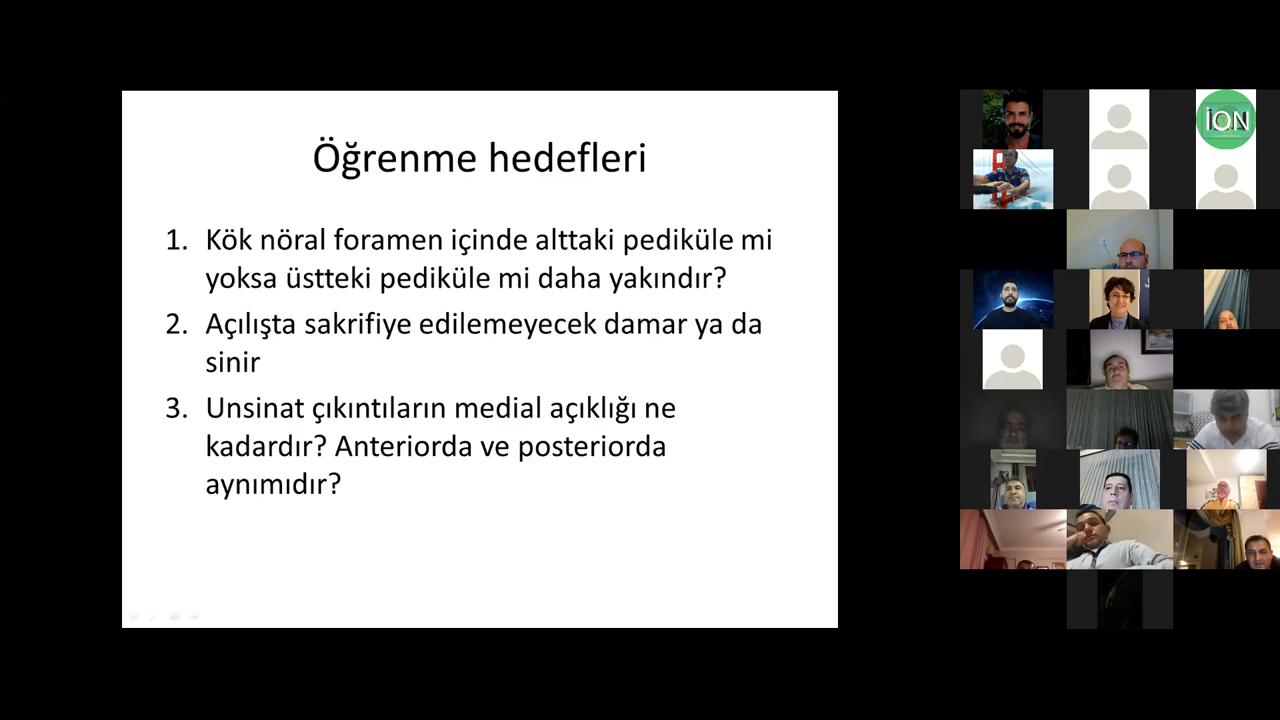 Öğrenme hedefleri
1. Kök nöral foramen içinde alttaki pediküle mi
yoksa üstteki pediküle mi daha yakındır?
2. Açılışta sakrifiye edilemeyecek damar ya da
sinir
3. Unsinat çıkıntıların medial açıklığı ne
kadardır? Anteriorda ve posteriorda
aynımıdır?
İON